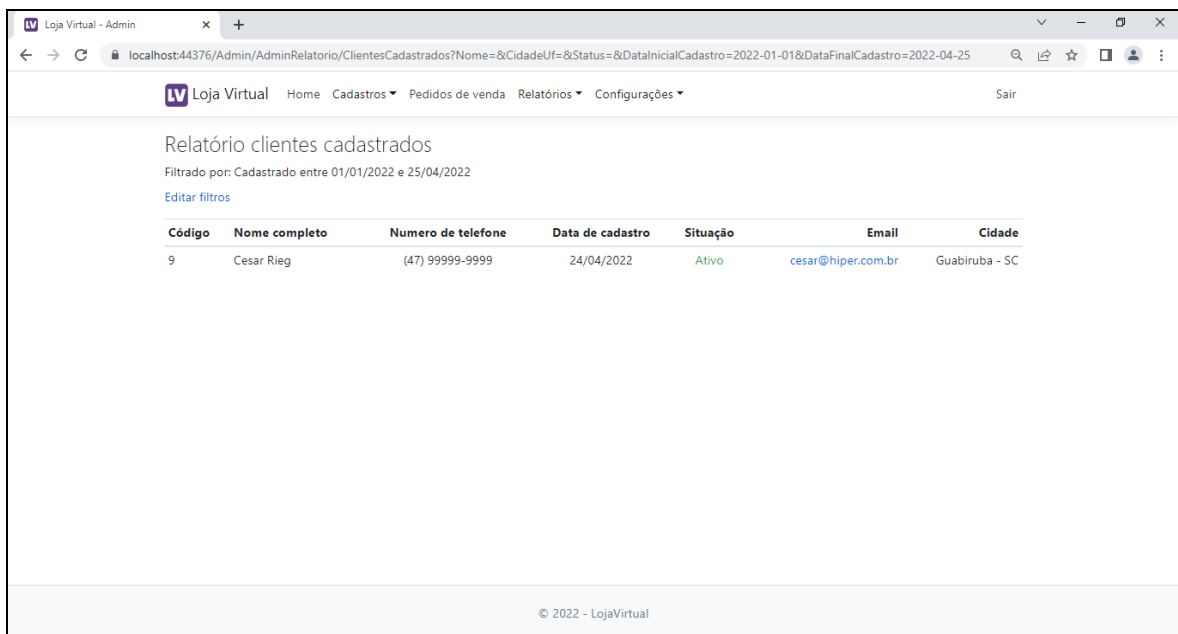 LV Loja Virtual - Admin
localhost:44376/Admin/AdminRelatorio/ClientesCadastrados?Nome=&CidadeUf=&Status=&DataInicialCadastro=2022-01-01&DataFinalCadastro=2022-04-25
LV Loja Virtual Home Cadastros Pedidos de venda Relatórios Configurações Sair
Relatório clientes cadastrados
Filtrado por: Cadastrado entre 01/01/2022 e 25/04/2022
Editar filtros
Código Nome completo Numero de telefone Data de cadastro Situação Email Cidade
9 Cesar Rieg (47) 99999-9999 24/04/2022 Ativo cesar@hiper.com.br Guabiruba - SC
© 2022 - LojaVirtual